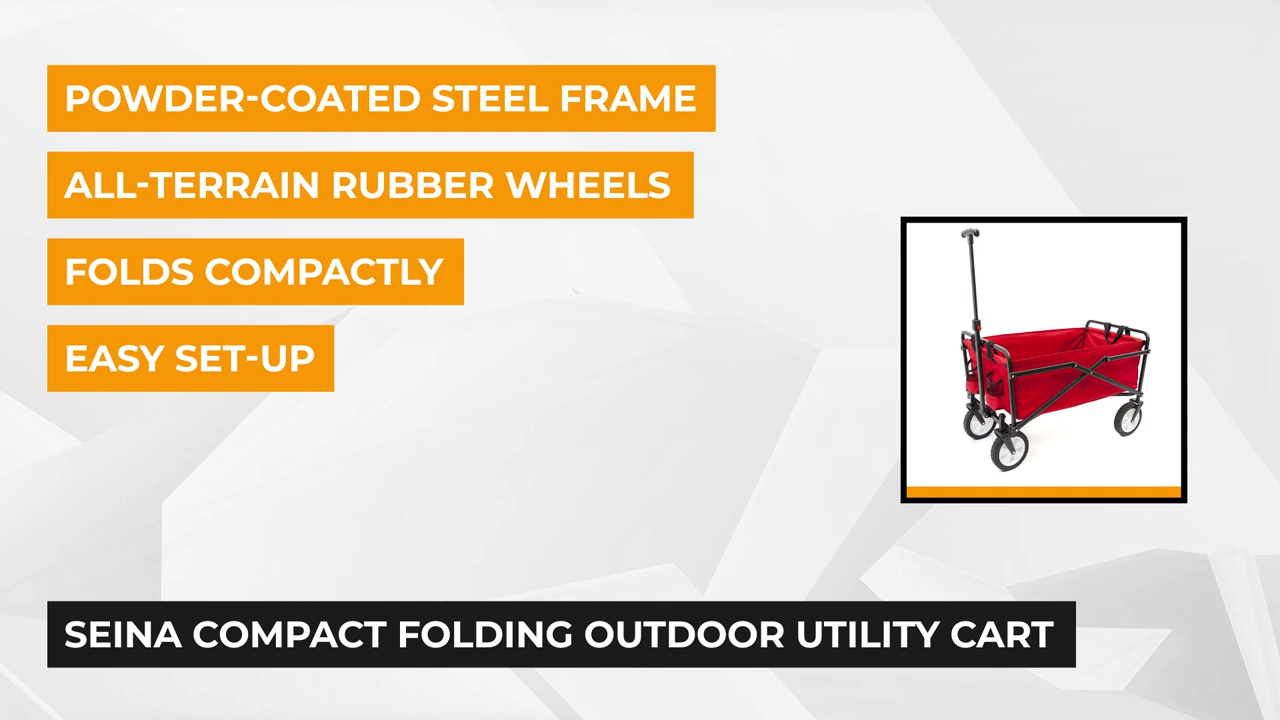 POWDER-COATED STEEL FRAME
ALL-TERRAIN RUBBER WHEELS
FOLDS COMPACTLY
EASY SET-UP
SEINA COMPACT FOLDING OUTDOOR UTILITY CART